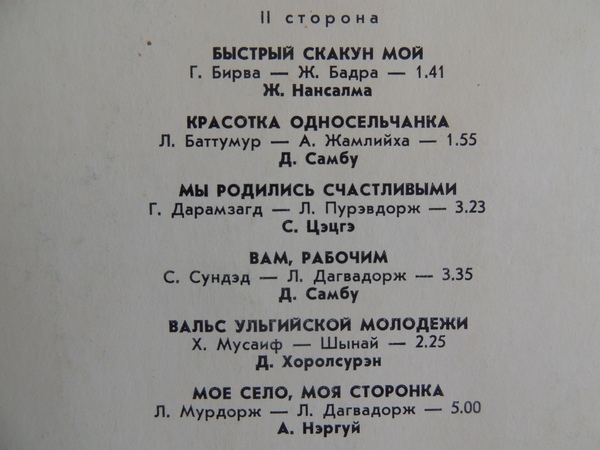 II сторона
БЫСТРЫЙ СКАКУН МОЙ
Г. Бирва — Ж. Бадра — 1.41
Ж. Нансалма
КРАСОТКА ОДНОСЕЛЬЧАНКА
Л. Баттумур — А. Жамлийха — 1.55
Д. Самбу
МЫ РОДИЛИСЬ СЧАСТЛИВЫМИ
Г. Дарамзагд — Л. Пурэвдорж — 3.23
С. Цэцгэ
ВАМ, РАБОЧИМ
С. Сундэд — Л. Дагвадорж — 3.35
Д. Самбу
ВАЛЬС УЛЬГИЙСКОЙ МОЛОДЕЖИ
Х. Мусаиф — Шынай — 2.25
Д. Хоролсурэн
МОЕ СЕЛО, МОЯ СТОРОНКА
Л. Мурдорж — Л. Дагвадорж — 5.00
А. Нэргуй